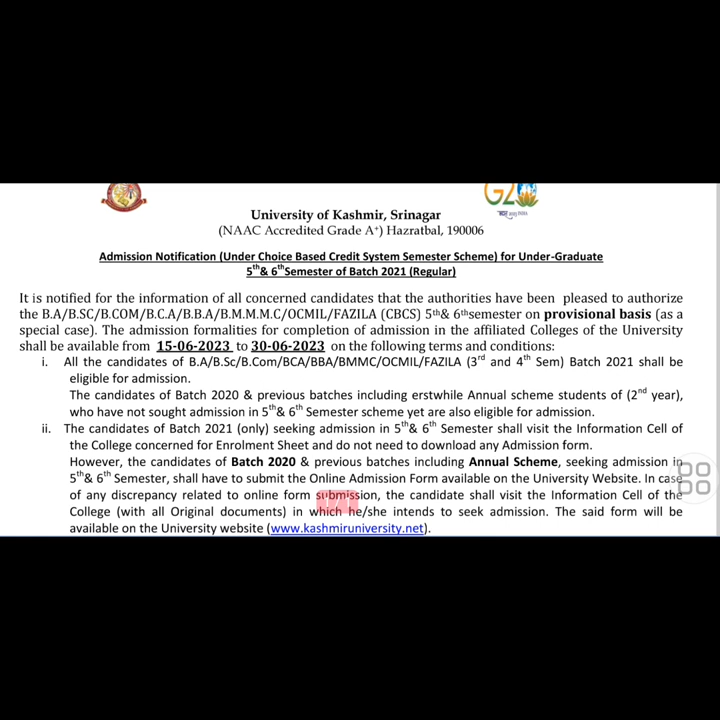 G20
भारत 2023 INDIA
University of Kashmir, Srinagar
(NAAC Accredited Grade A⁺) Hazratbal, 190006
Admission Notification (Under Choice Based Credit System Semester Scheme) for Under-Graduate
5th& 6thSemester of Batch 2021 (Regular)
It is notified for the information of all concerned candidates that the authorities have been pleased to authorize
the B.A/B.SC/B.COM/B.C.A/B.B.A/B.M.M.M.C/OCMIL/FAZILA (CBCS) 5th& 6thsemester on provisional basis (as a
special case). The admission formalities for completion of admission in the affiliated Colleges of the University
shall be available from 15-06-2023 to 30-06-2023 on the following terms and conditions:
i. All the candidates of B.A/B.Sc/B.Com/BCA/BBA/BMMC/OCMIL/FAZILA (3rd and 4th Sem) Batch 2021 shall be
eligible for admission.
The candidates of Batch 2020 & previous batches including erstwhile Annual scheme students of (2nd year),
who have not sought admission in 5th& 6th Semester scheme yet are also eligible for admission.
ii. The candidates of Batch 2021 (only) seeking admission in 5th& 6th Semester shall visit the Information Cell of
the College concerned for Enrolment Sheet and do not need to download any Admission form.
However, the candidates of Batch 2020 & previous batches including Annual Scheme, seeking admission in
5th& 6th Semester, shall have to submit the Online Admission Form available on the University Website. In case
of any discrepancy related to online form submission, the candidate shall visit the Information Cell of the
College (with all Original documents) in which he/she intends to seek admission. The said form will be
available on the University website (www.kashmiruniversity.net).